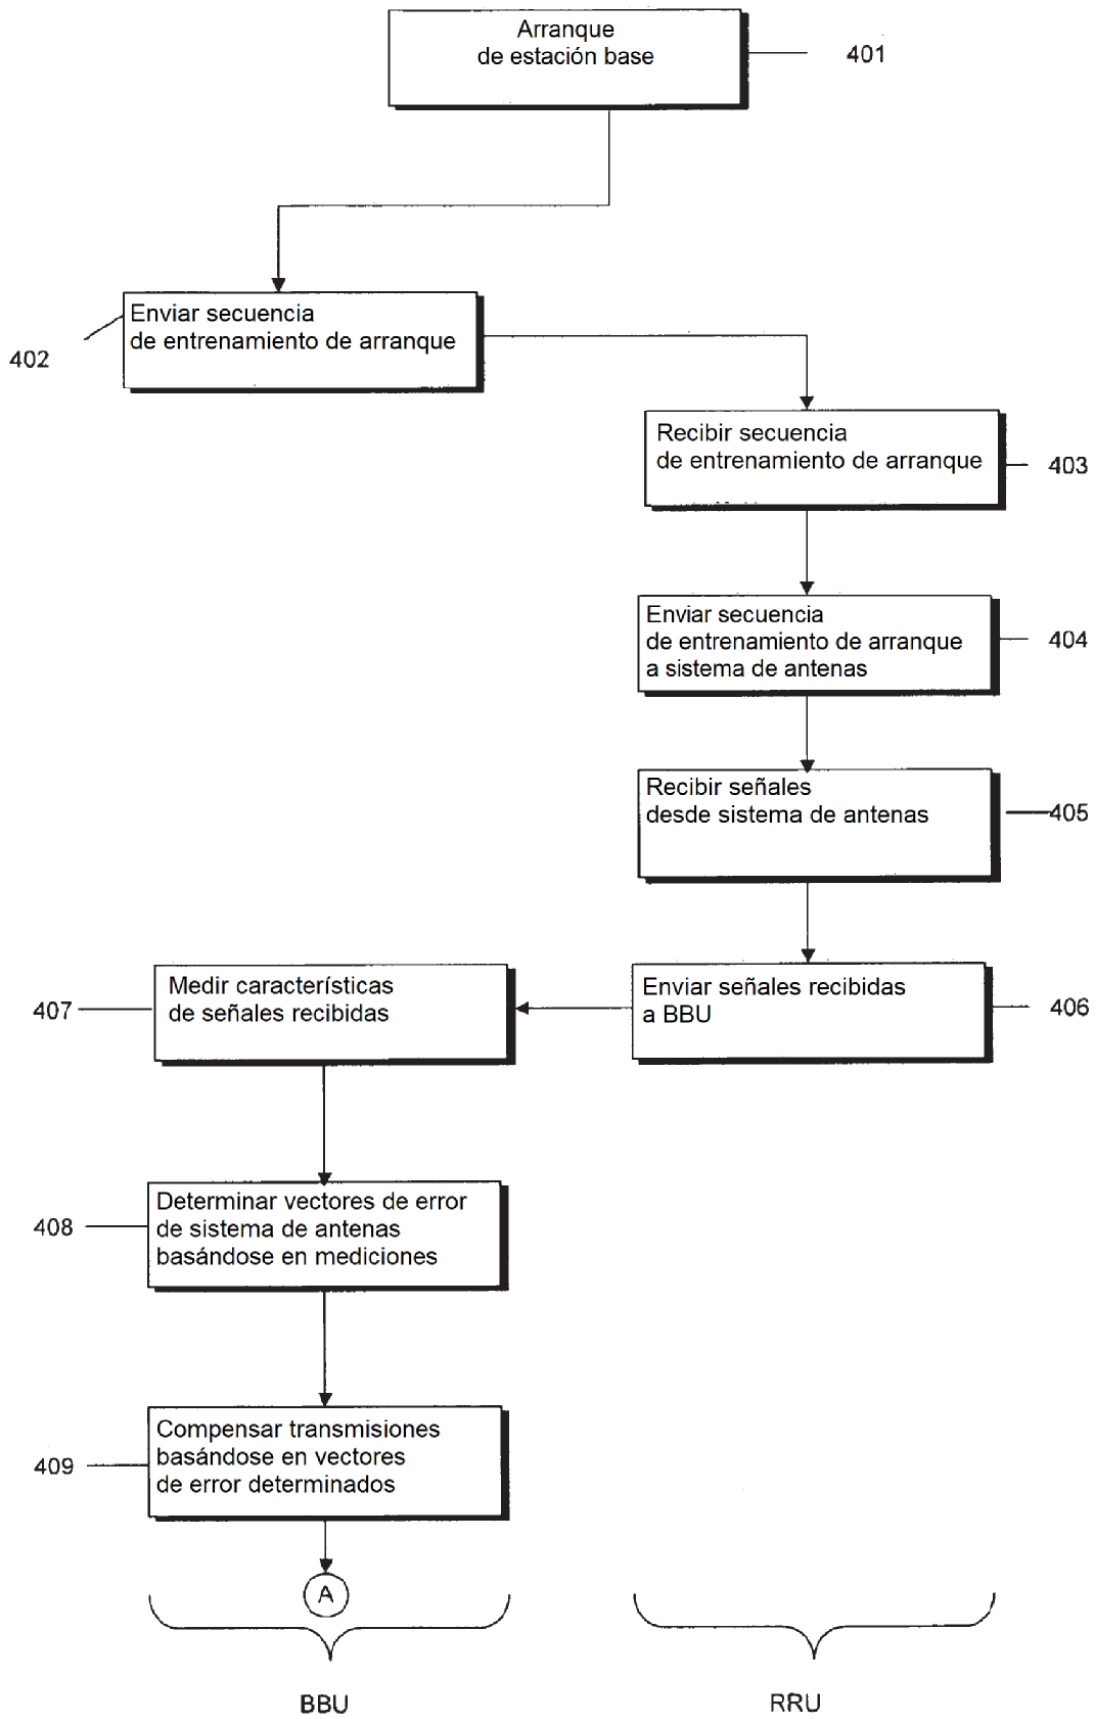 Arranque
de estación base
401
Enviar secuencia
de entrenamiento de arranque
402
Recibir secuencia
de entrenamiento de arranque
403
Enviar secuencia
de entrenamiento de arranque
a sistema de antenas
404
Recibir señales
desde sistema de antenas
405
Enviar señales recibidas
a BBU
406
Medir características
de señales recibidas
407
Determinar vectores de error
de sistema de antenas
basándose en mediciones
408
Compensar transmisiones
basándose en vectores
de error determinados
409
A
BBU
RRU